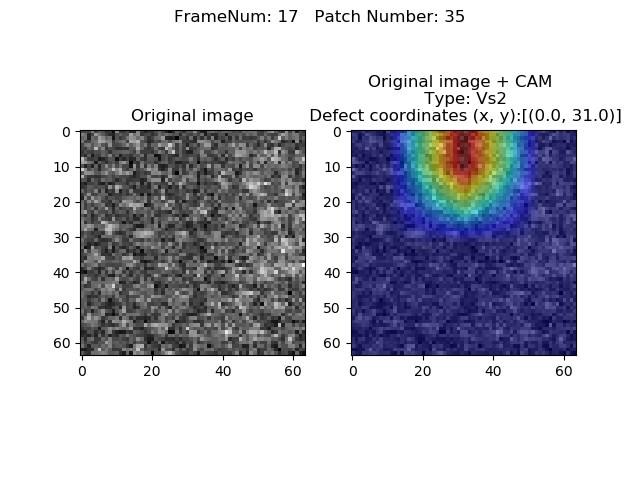 FrameNum: 17   Patch Number: 35
Original image
Original image + CAM
Type: Vs2
Defect coordinates (x, y):[(0.0, 31.0)]
0
10
20
30
40
50
60
0 20 40 60
0
10
20
30
40
50
60
0 20 40 60